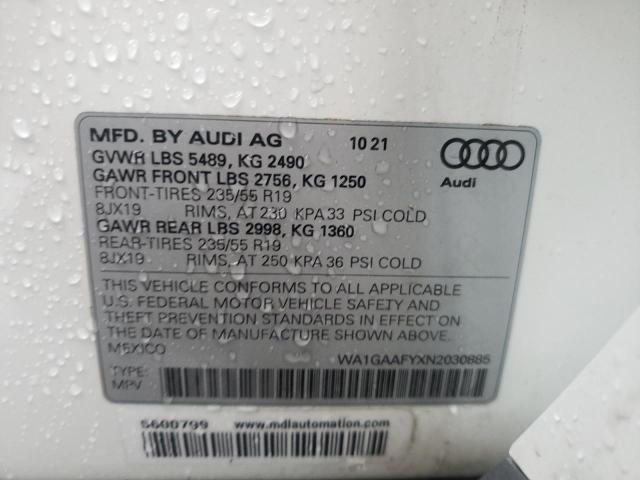 MFD. BY AUDI AG 10 21
GVWR LBS 5489, KG 2490
GAWR FRONT LBS 2756, KG 1250
FRONT-TIRES 235/55 R19
8JX19 RIMS, AT 230 KPA 33 PSI COLD
GAWR REAR LBS 2998, KG 1360
REAR-TIRES 235/55 R19
8JX19 RIMS, AT 250 KPA 36 PSI COLD
Audi
THIS VEHICLE CONFORMS TO ALL APPLICABLE
U.S. FEDERAL MOTOR VEHICLE SAFETY AND
THEFT PREVENTION STANDARDS IN EFFECT ON
THE DATE OF MANUFACTURE SHOWN ABOVE.
MEXICO WA1GAAFYXN2030885
TYPE:
MPV
5600799 www.mdlautomation.com